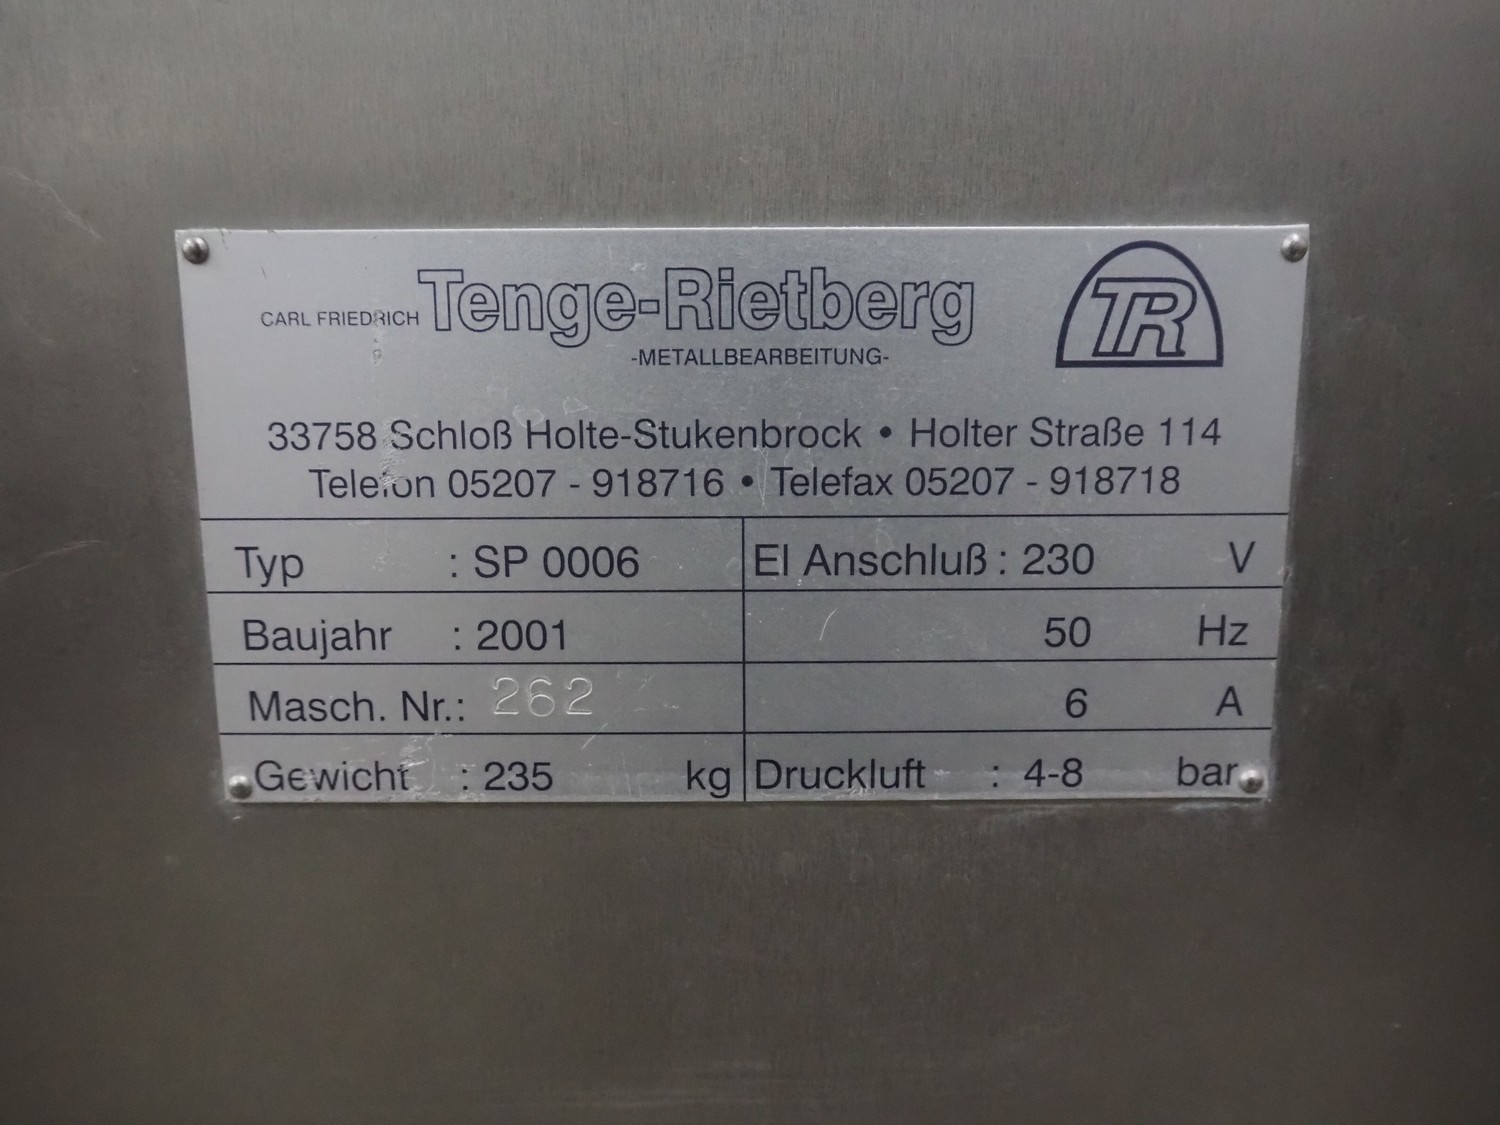 CARL FRIEDRICH Tenge-Rietberg
TR
-METALLBEARBEITUNG-
33758 Schloß Holte-Stukenbrock • Holter Straße 114
Telefon 05207 - 918716 • Telefax 05207 - 918718
Typ : SP 0006 El Anschluß : 230 V
Baujahr : 2001 50 Hz
Masch. Nr.: 262 6 A
Gewicht : 235 kg Druckluft : 4-8 bar